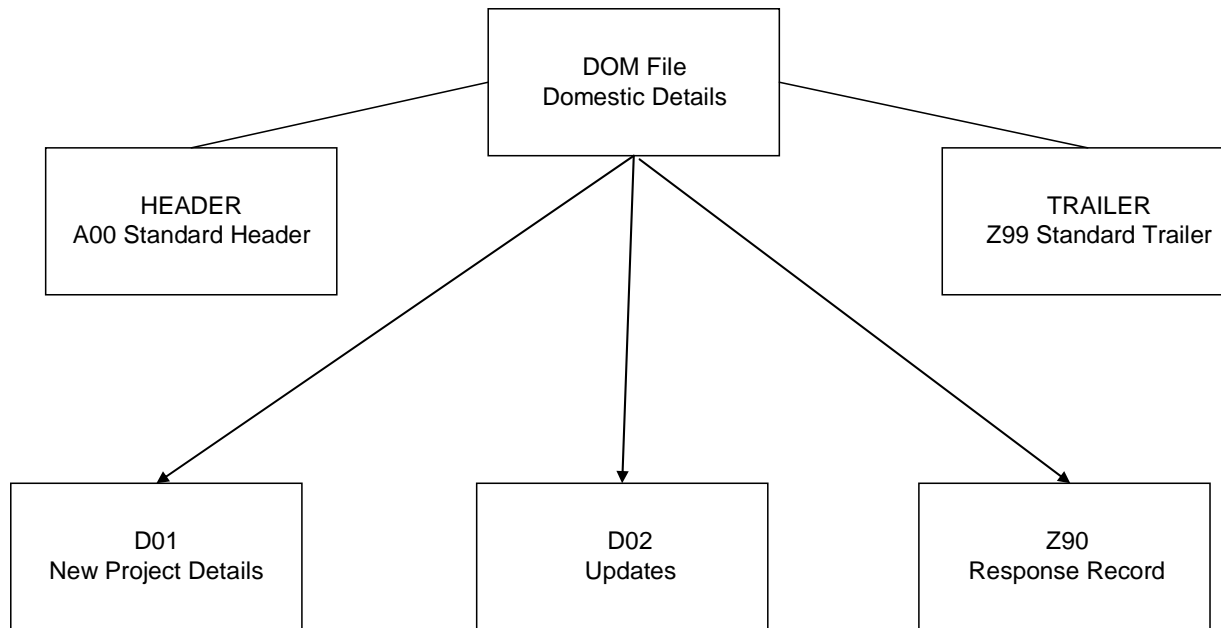 DOM File
Domestic Details
HEADER
A00 Standard Header
TRAILER
Z99 Standard Trailer
D01
New Project Details
D02
Updates
Z90
Response Record